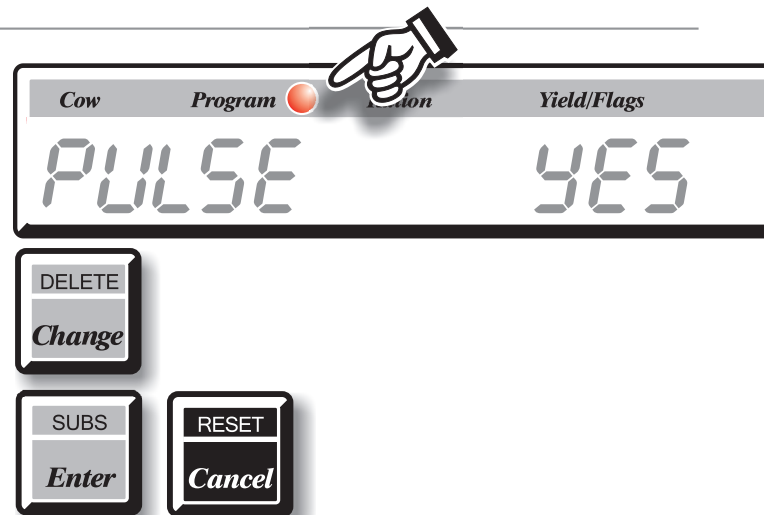 Cow Program Yield/Flags
PULSE YES
DELETE
Change
SUBS RESET
Enter Cancel